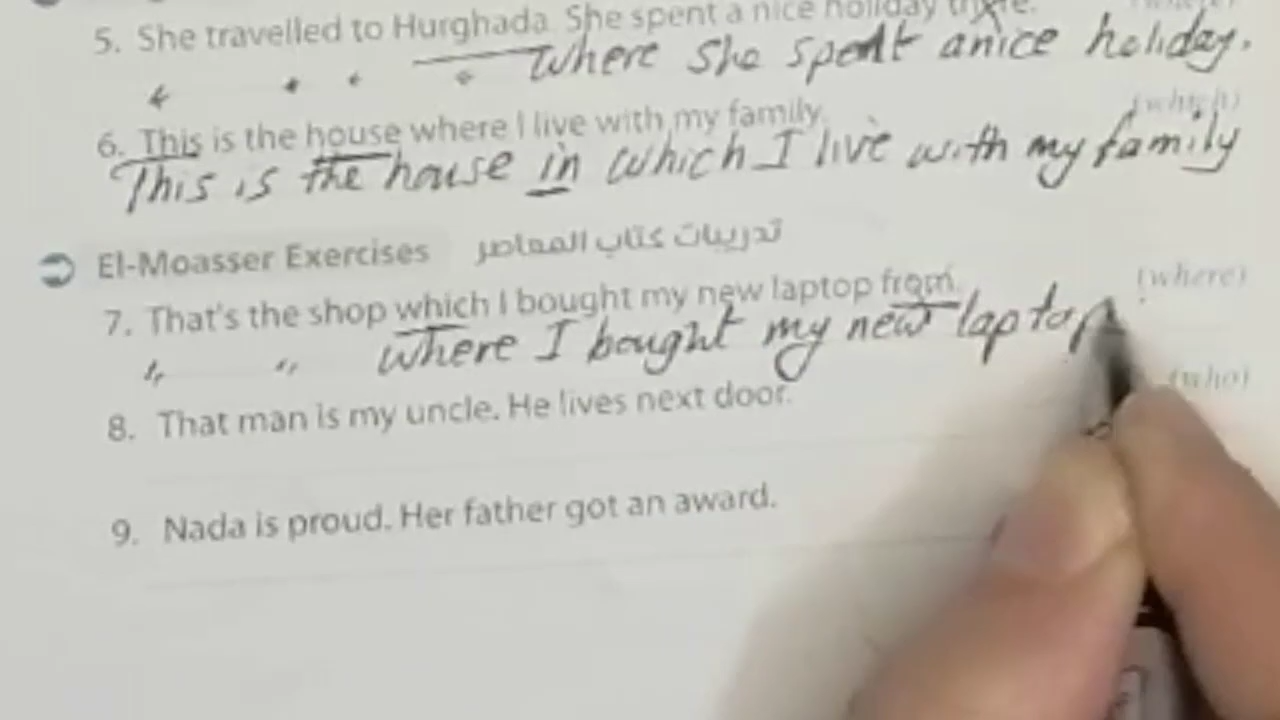 5. She travelled to Hurghada. She spent a nice holiday there.
where she spent a nice holiday.
6. This is the house where I live with my family. (which)
This is the house in which I live with my family
El-Moasser Exercises تدريبات كتاب المعاصر
7. That's the shop which I bought my new laptop from. (where)
" " where I bought my new laptop
8. That man is my uncle. He lives next door. (who)
9. Nada is proud. Her father got an award.